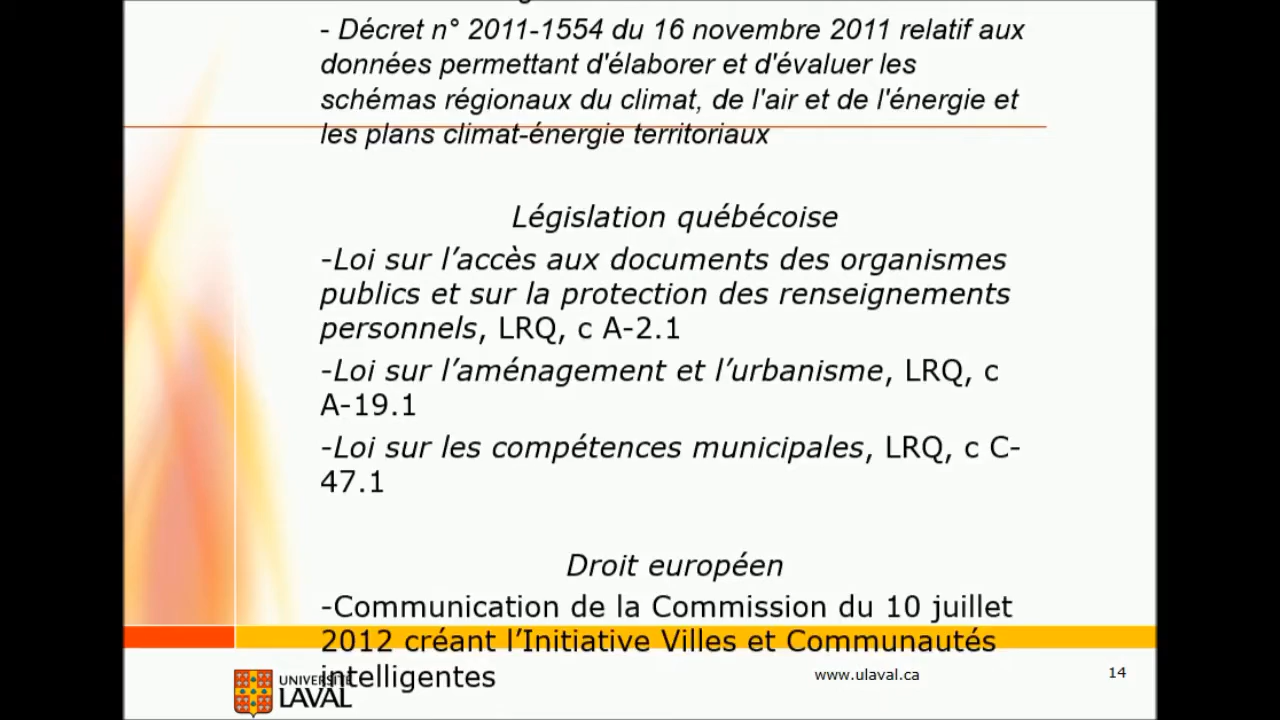 - Décret n° 2011-1554 du 16 novembre 2011 relatif aux
données permettant d'élaborer et d'évaluer les
schémas régionaux du climat, de l'air et de l'énergie et
les plans climat-énergie territoriaux
Législation québécoise
-Loi sur l’accès aux documents des organismes
publics et sur la protection des renseignements
personnels, LRQ, c A-2.1
-Loi sur l’aménagement et l’urbanisme, LRQ, c
A-19.1
-Loi sur les compétences municipales, LRQ, c C-
47.1
Droit européen
-Communication de la Commission du 10 juillet
2012 créant l’Initiative Villes et Communautés
intelligentes
UNIVERSITÉ
LAVAL
www.ulaval.ca
14